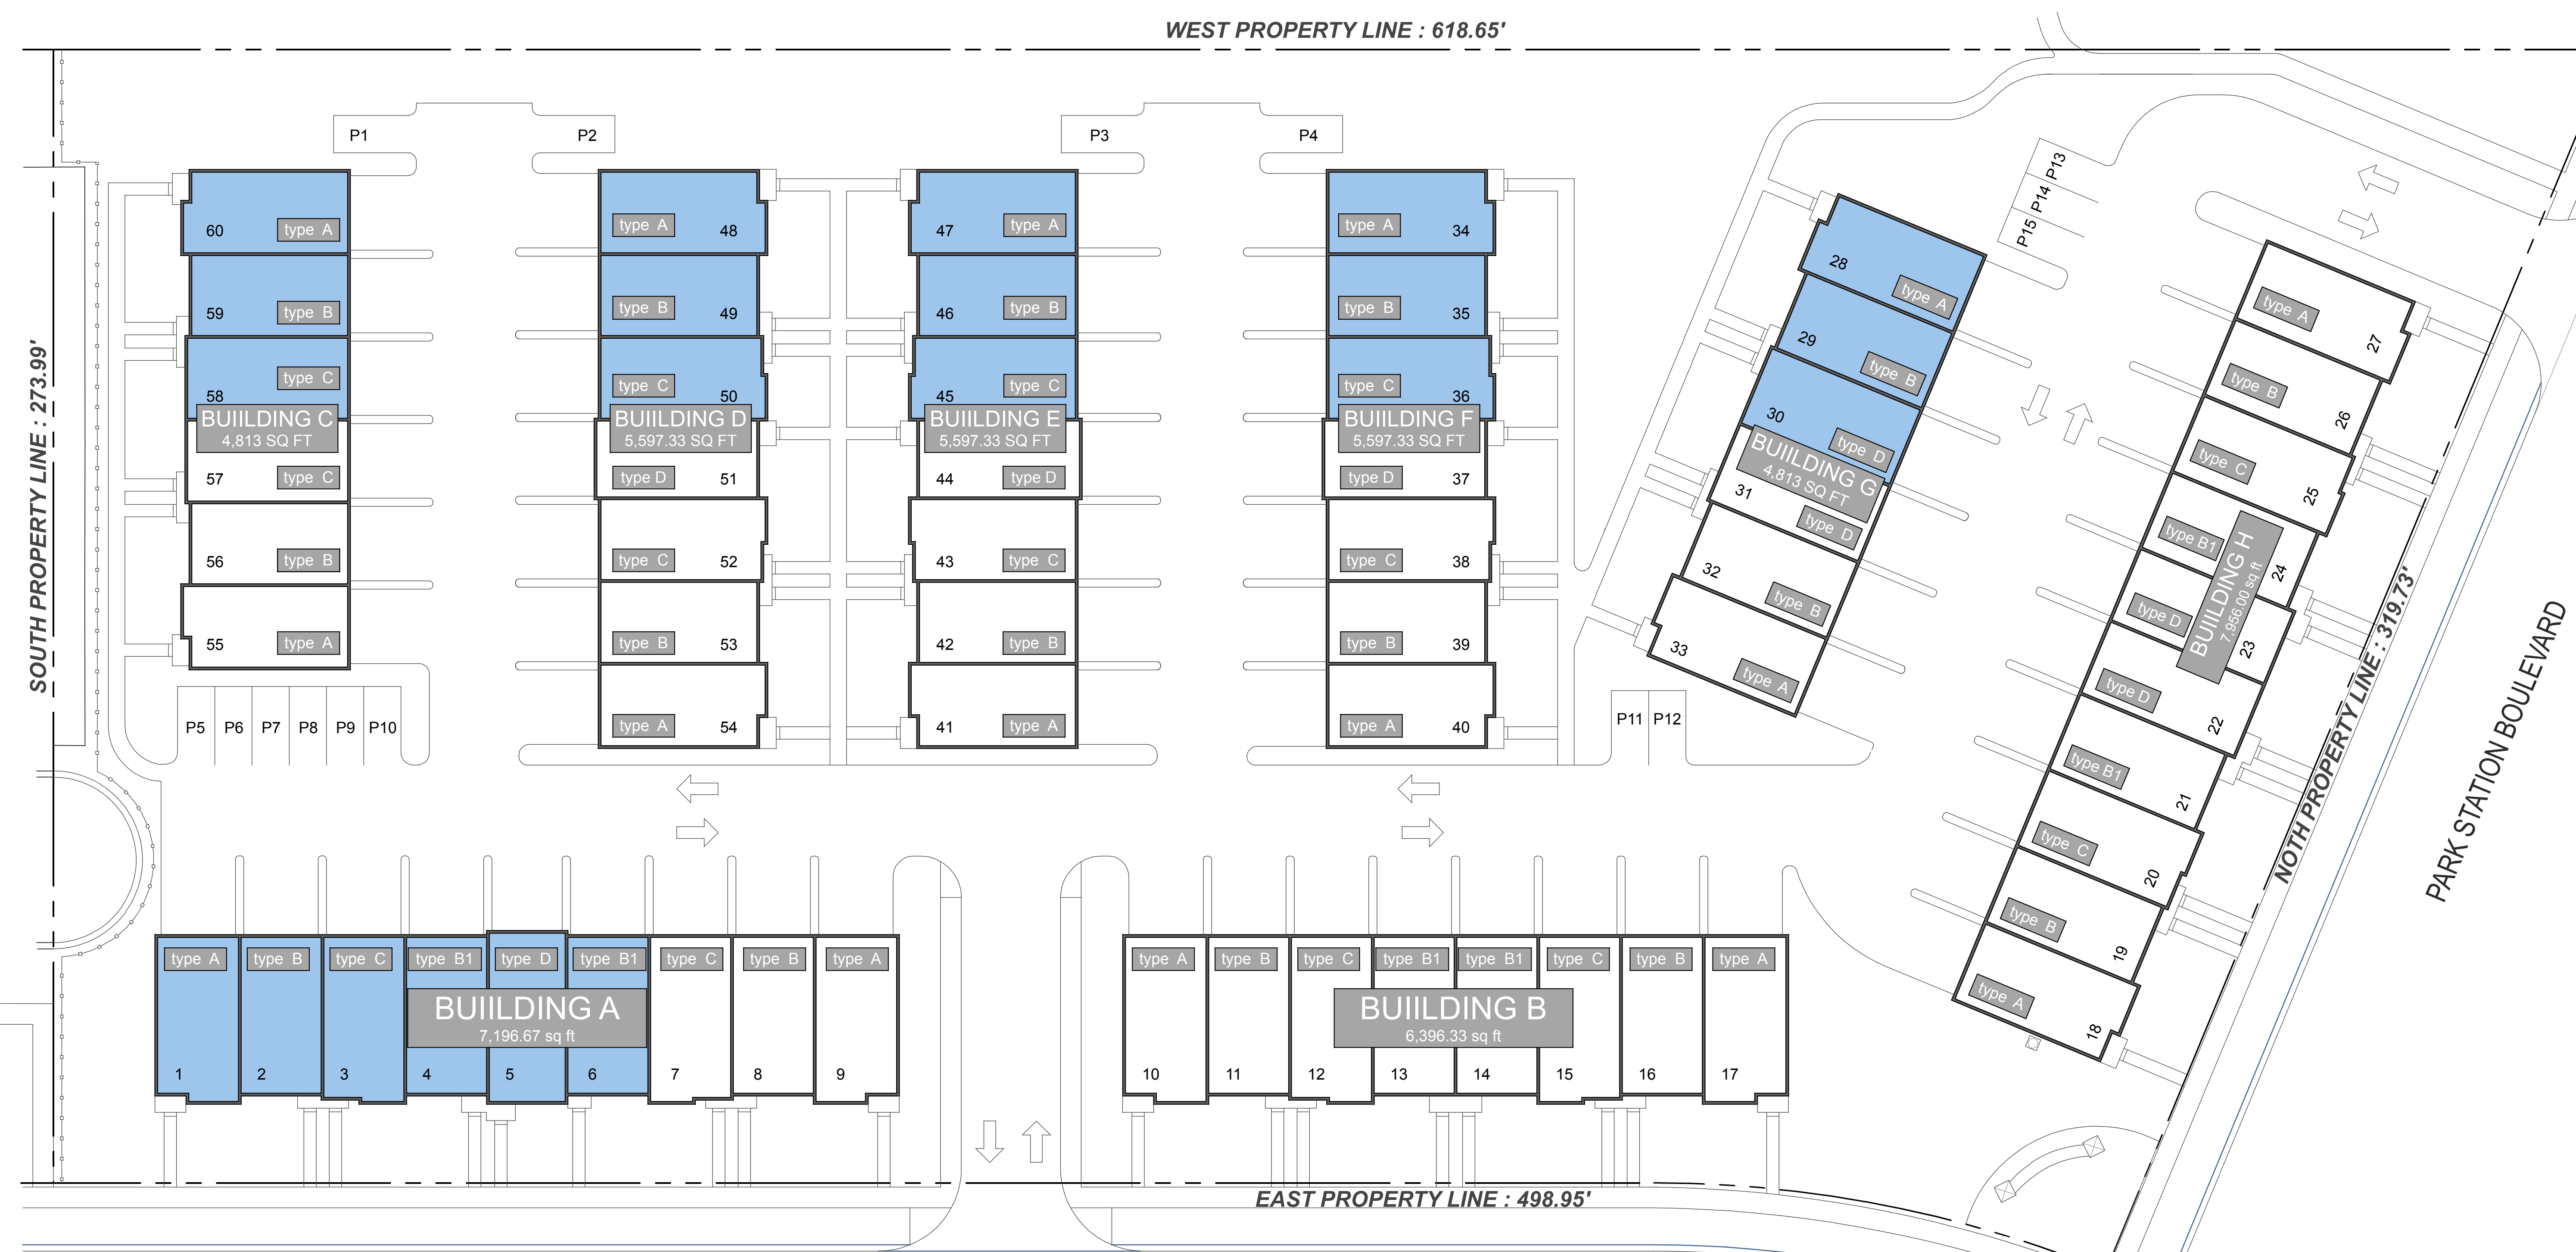 WEST PROPERTY LINE : 618.65'
SOUTH PROPERTY LINE : 273.99'
P1
P2
P3
P4
60 type A
59 type B
58 type C
BUIILDING C
4,813 SQ FT
57 type C
56 type B
55 type A
P5 P6 P7 P8 P9 P10
type A 48
type B 49
type C 50
BUIILDING D
5,597.33 SQ FT
type D 51
type C 52
type B 53
type A 54
47 type A
46 type B
45 type C
BUIILDING E
5,597.33 SQ FT
44 type D
43 type C
42 type B
41 type A
type A 34
type B 35
type C 36
BUIILDING F
5,597.33 SQ FT
type D 37
type C 38
type B 39
type A 40
P11 P12
28 type A
29 type B
30 type D
BUIILDING G
4,813 SQ FT
31 type D
32 type B
33 type A
P13
P14
P15
type A 27
type B 26
type C 25
type B1 24
type D 23
BUIILDING H
7,956.00 sq ft
type D 22
type B1 21
type C 20
type B 19
type A 18
NOTH PROPERTY LINE : 319.73'
PARK STATION BOULEVARD
type A type B type C type B1 type D type B1 type C type B type A
BUIILDING A
7,196.67 sq ft
1 2 3 4 5 6 7 8 9
type A type B type C type B1 type B1 type C type B type A
BUIILDING B
6,396.33 sq ft
10 11 12 13 14 15 16 17
EAST PROPERTY LINE : 498.95'